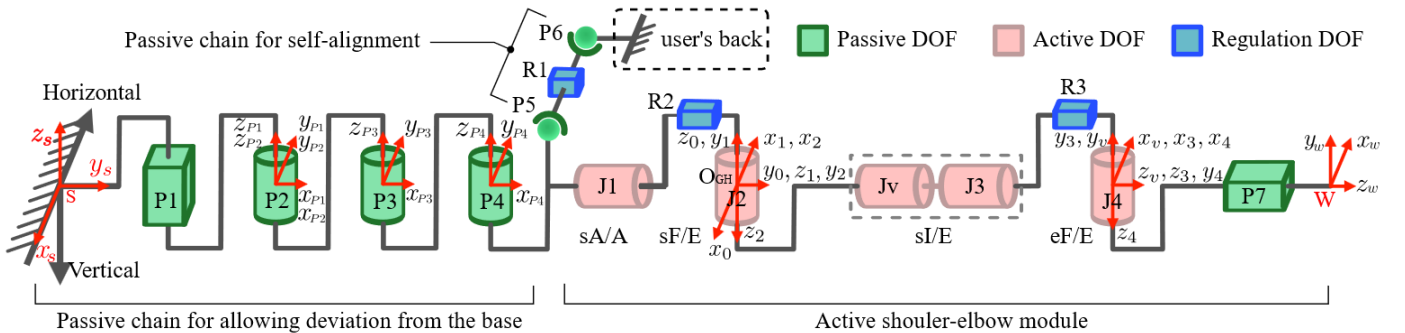 Passive chain for self-alignment
P6
user's back
Passive DOF
Active DOF
Regulation DOF
R1
P5
Horizontal
R2
R3
z_s
y_s
S
x_s
Vertical
P1
z_P1
z_P2
y_P1
y_P2
P2
x_P1
x_P2
z_P3
y_P3
P3
x_P3
z_P4
y_P4
P4
x_P4
J1
sA/A
z_0, y_1
x_1, x_2
O_GH
J2
y_0, z_1, y_2
x_0
z_2
sF/E
Jv
J3
sI/E
y_3, y_v
x_v, x_3, x_4
z_v, z_3, y_4
J4
z_4
eF/E
P7
y_w
x_w
z_w
W
Passive chain for allowing deviation from the base
Active shouler-elbow module